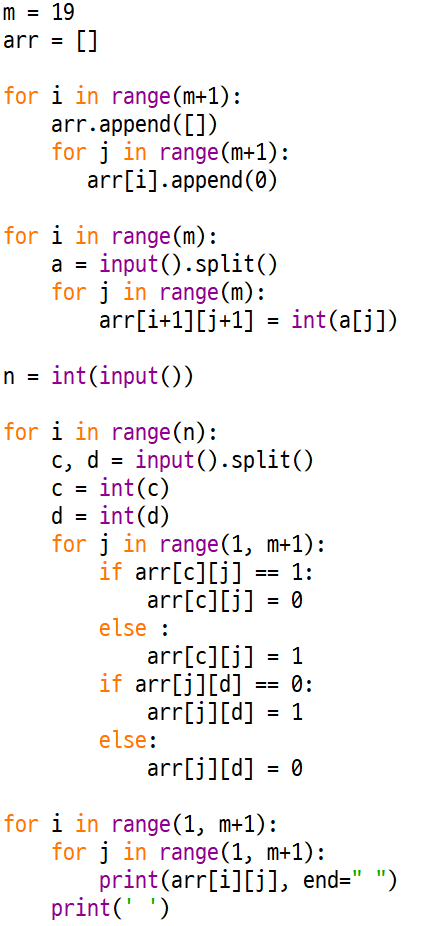 m = 19
arr = []

for i in range(m+1):
    arr.append([])
    for j in range(m+1):
       arr[i].append(0)

for i in range(m):
    a = input().split()
    for j in range(m):
        arr[i+1][j+1] = int(a[j])

n = int(input())

for i in range(n):
    c, d = input().split()
    c = int(c)
    d = int(d)
    for j in range(1, m+1):
        if arr[c][j] == 1:
            arr[c][j] = 0
        else :
            arr[c][j] = 1
        if arr[j][d] == 0:
            arr[j][d] = 1
        else:
            arr[j][d] = 0

for i in range(1, m+1):
    for j in range(1, m+1):
        print(arr[i][j], end=" ")
    print(' ')